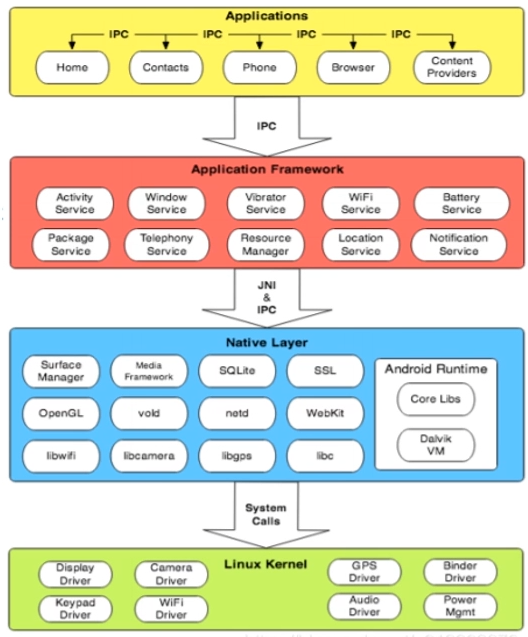 Applications
IPC IPC IPC IPC
Home Contacts Phone Browser Content Providers
IPC
Application Framework
Activity Service Window Service Vibrator Service WiFi Service Battery Service
Package Service Telephony Service Resource Manager Location Service Notification Service
JNI
&
IPC
Native Layer
Surface Manager Media Framework SQLite SSL
OpenGL vold netd WebKit
libwifi libcamera libgps libc
Android Runtime
Core Libs
Dalvik VM
System
Calls
Linux Kernel
Display Driver Camera Driver GPS Driver Binder Driver
Keypad Driver WiFi Driver Audio Driver Power Mgmt